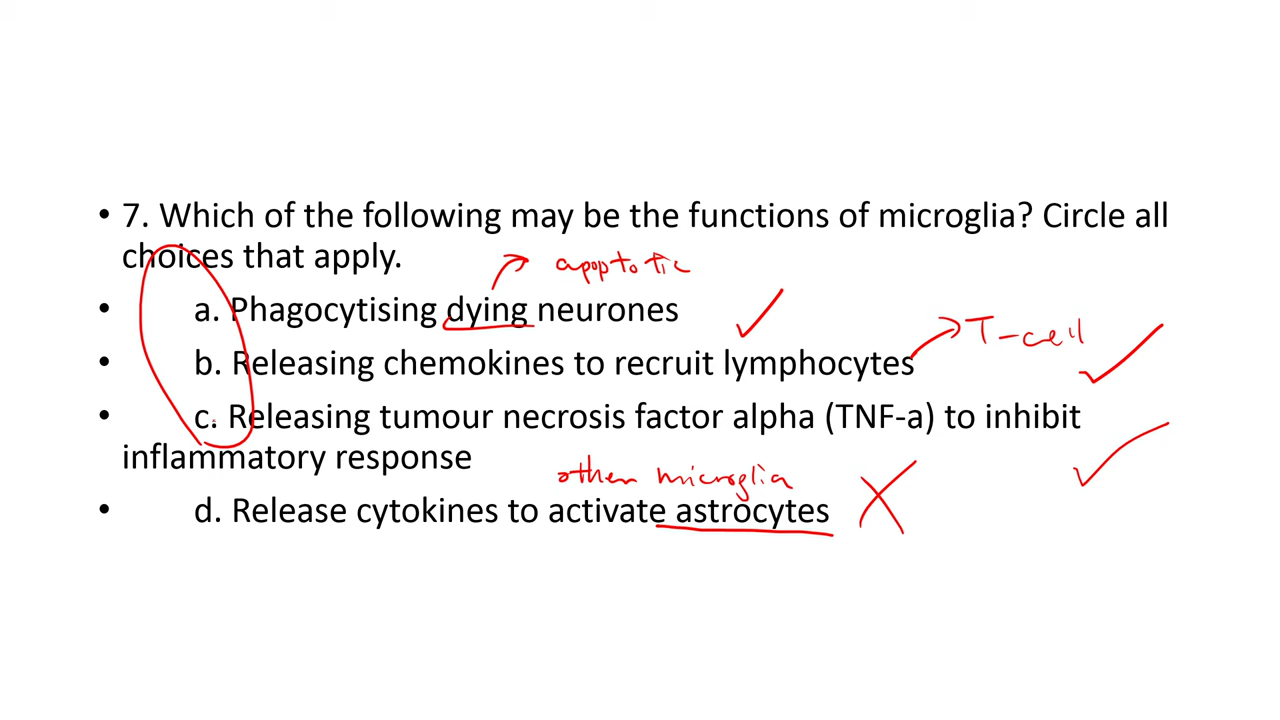 • 7. Which of the following may be the functions of microglia? Circle all
choices that apply.
apoptotic
• a. Phagocytising dying neurones
T-cell
• b. Releasing chemokines to recruit lymphocytes
• c. Releasing tumour necrosis factor alpha (TNF-a) to inhibit
inflammatory response
other microglia
• d. Release cytokines to activate astrocytes